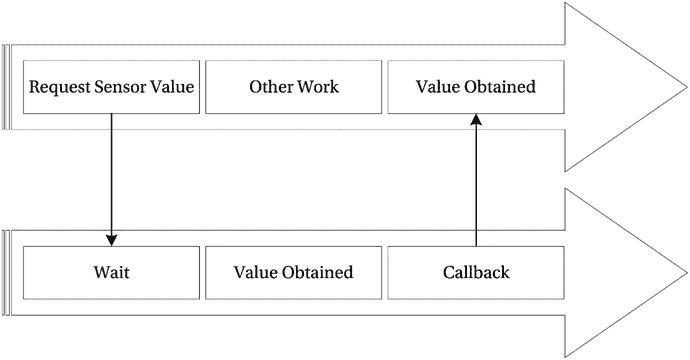 Request Sensor Value
Other Work
Value Obtained
Wait
Value Obtained
Callback